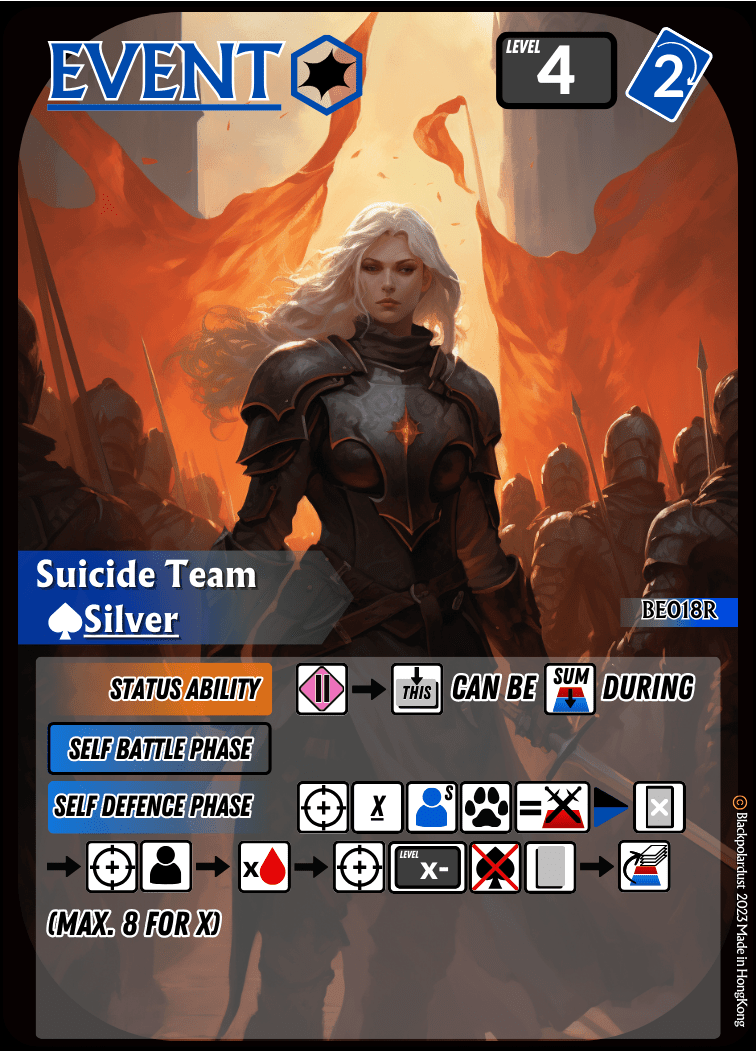 EVENT
LEVEL
4
2
Suicide Team
Silver
BE018R
STATUS ABILITY THIS CAN BE SUM DURING
SELF BATTLE PHASE
SELF DEFENCE PHASE X S =
x LEVEL x-
(MAX. 8 FOR X)
© Blackpolardust 2023 Made in HongKong